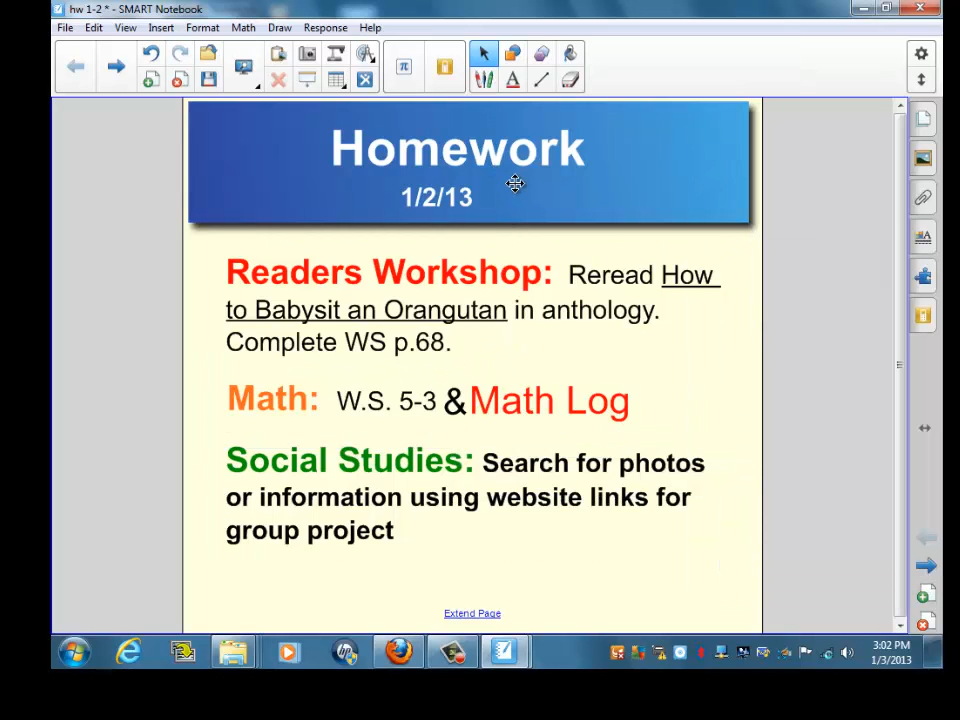 hw 1-2 * - SMART Notebook
File Edit View Insert Format Math Draw Response Help
Homework
1/2/13
Readers Workshop: Reread How
to Babysit an Orangutan in anthology.
Complete WS p.68.
Math: W.S. 5-3 & Math Log
Social Studies: Search for photos
or information using website links for
group project
Extend Page
3:02 PM
1/3/2013